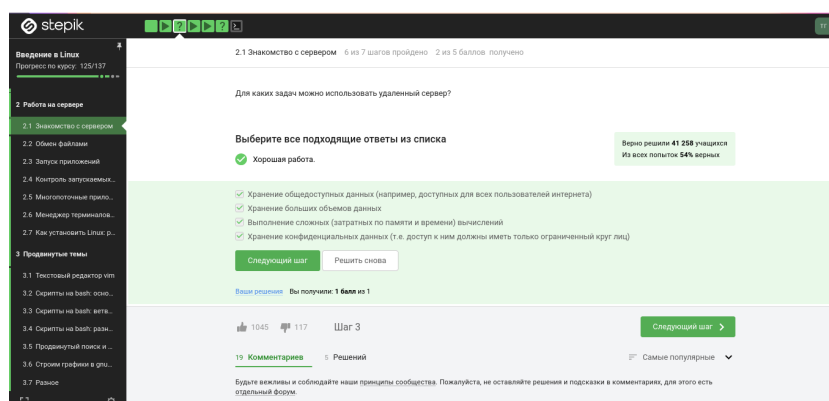 stepik
ТГ
Введение в Linux
Прогресс по курсу: 125/137
2 Работа на сервере
2.1 Знакомство с сервером
2.2 Обмен файлами
2.3 Запуск приложений
2.4 Контроль запускаемых...
2.5 Многопоточные прило...
2.6 Менеджер терминалов...
2.7 Как установить Linux: р...
3 Продвинутые темы
3.1 Текстовый редактор vim
3.2 Скрипты на bash: осно...
3.3 Скрипты на bash: ветв...
3.4 Скрипты на bash: разн...
3.5 Продвинутый поиск и ...
3.6 Строим графики в gnu...
3.7 Разное
2.1 Знакомство с сервером 6 из 7 шагов пройдено 2 из 5 баллов получено
Для каких задач можно использовать удаленный сервер?
Выберите все подходящие ответы из списка
Хорошая работа.
Верно решили 41 258 учащихся
Из всех попыток 54% верных
Хранение общедоступных данных (например, доступных для всех пользователей интернета)
Хранение больших объемов данных
Выполнение сложных (затратных по памяти и времени) вычислений
Хранение конфиденциальных данных (т.е. доступ к ним должны иметь только ограниченный круг лиц)
Следующий шаг Решить снова
Ваши решения Вы получили: 1 балл из 1
1045 117 Шаг 3 Следующий шаг
19 Комментариев 5 Решений Самые популярные
Будьте вежливы и соблюдайте наши принципы сообщества. Пожалуйста, не оставляйте решения и подсказки в комментариях, для этого есть
отдельный форум.